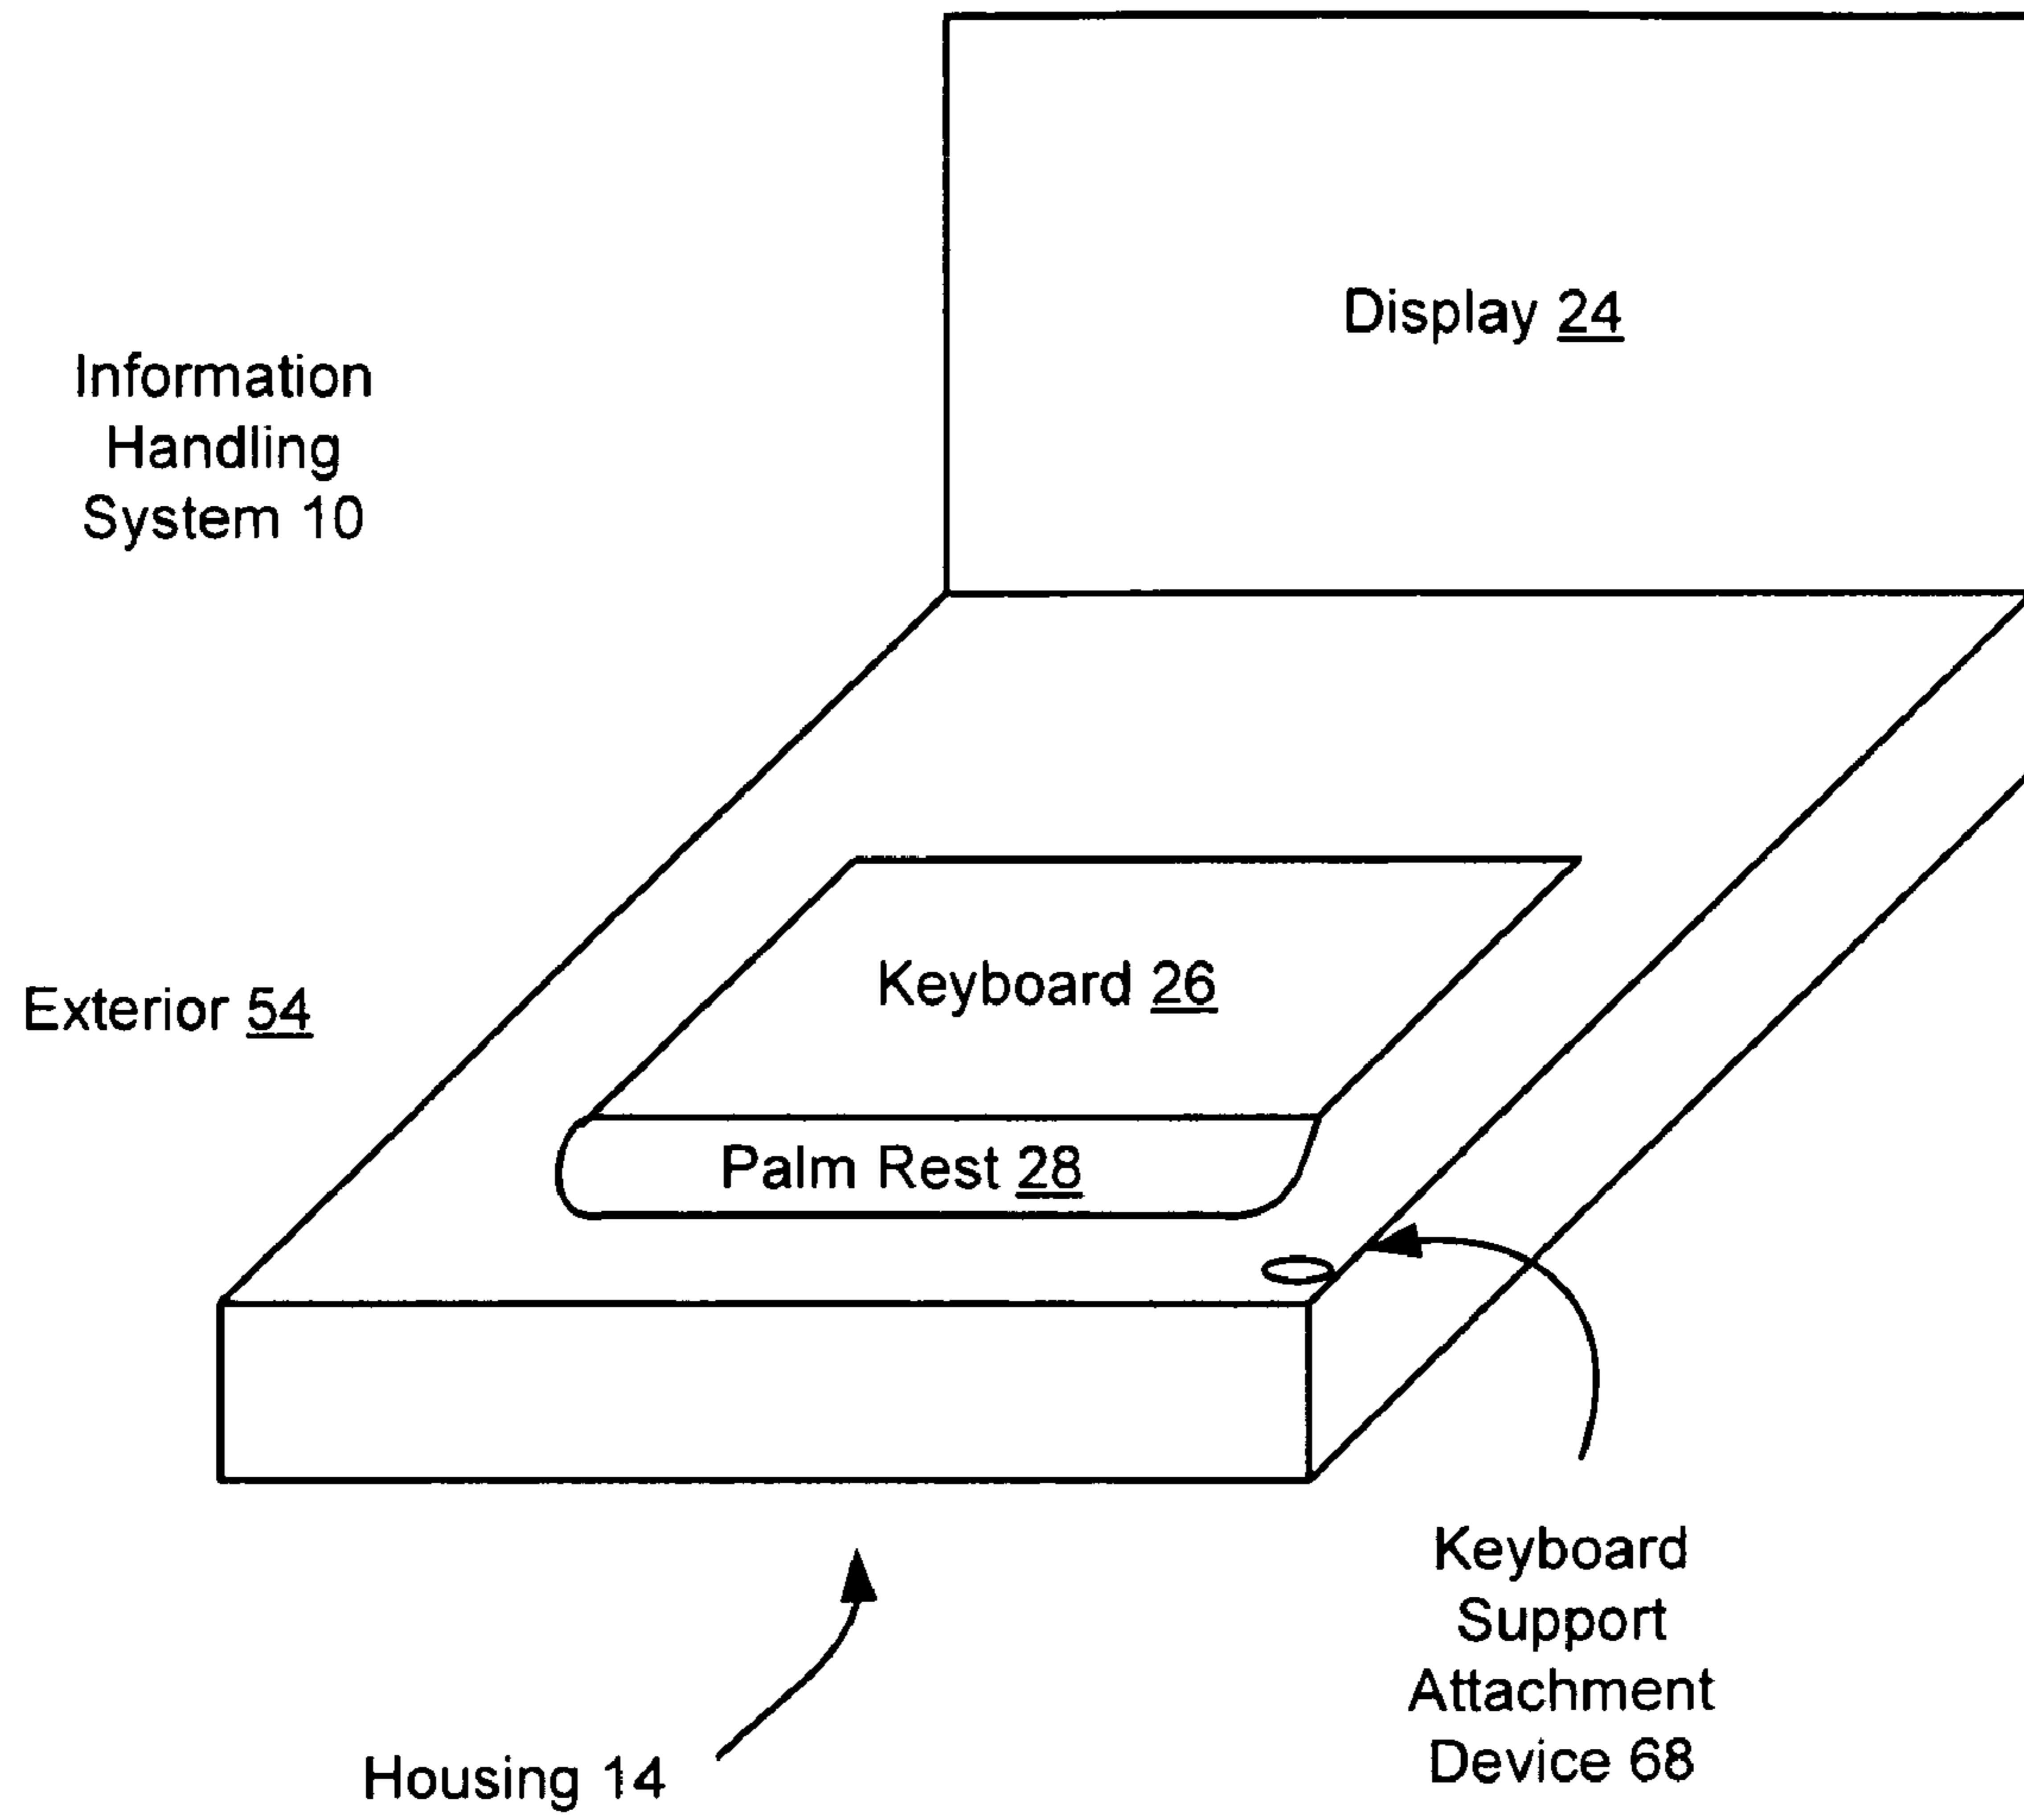 Display 24
Information
Handling
System 10
Keyboard 26
Exterior 54
Palm Rest 28
Keyboard
Support
Attachment
Device 68
Housing 14